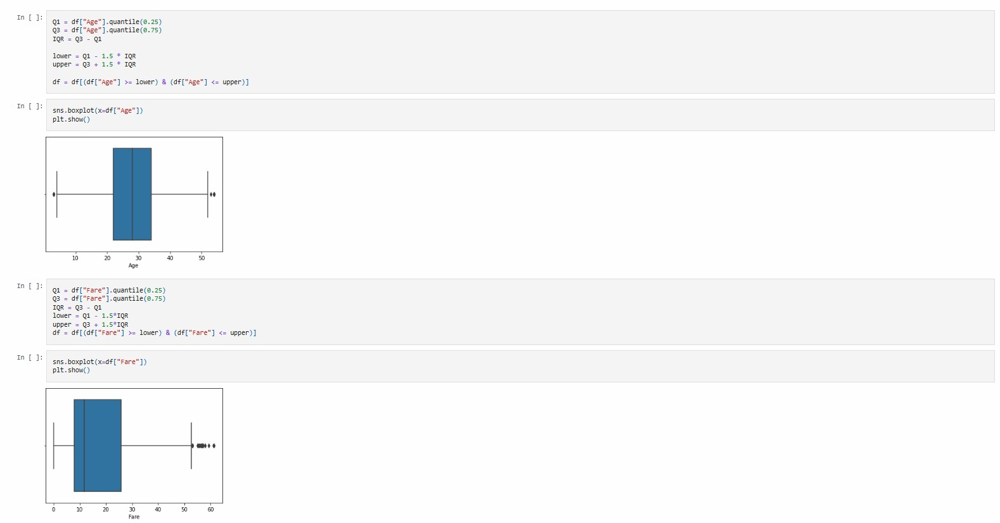 In [ ]:
Q1 = df["Age"].quantile(0.25)
Q3 = df["Age"].quantile(0.75)
IQR = Q3 - Q1
lower = Q1 - 1.5 * IQR
upper = Q3 + 1.5 * IQR
df = df[(df["Age"] >= lower) & (df["Age"] <= upper)]
In [ ]:
sns.boxplot(x=df["Age"])
plt.show()
10 20 30 40 50
Age
In [ ]:
Q1 = df["Fare"].quantile(0.25)
Q3 = df["Fare"].quantile(0.75)
IQR = Q3 - Q1
lower = Q1 - 1.5*IQR
upper = Q3 + 1.5*IQR
df = df[(df["Fare"] >= lower) & (df["Fare"] <= upper)]
In [ ]:
sns.boxplot(x=df["Fare"])
plt.show()
0 10 20 30 40 50 60
Fare